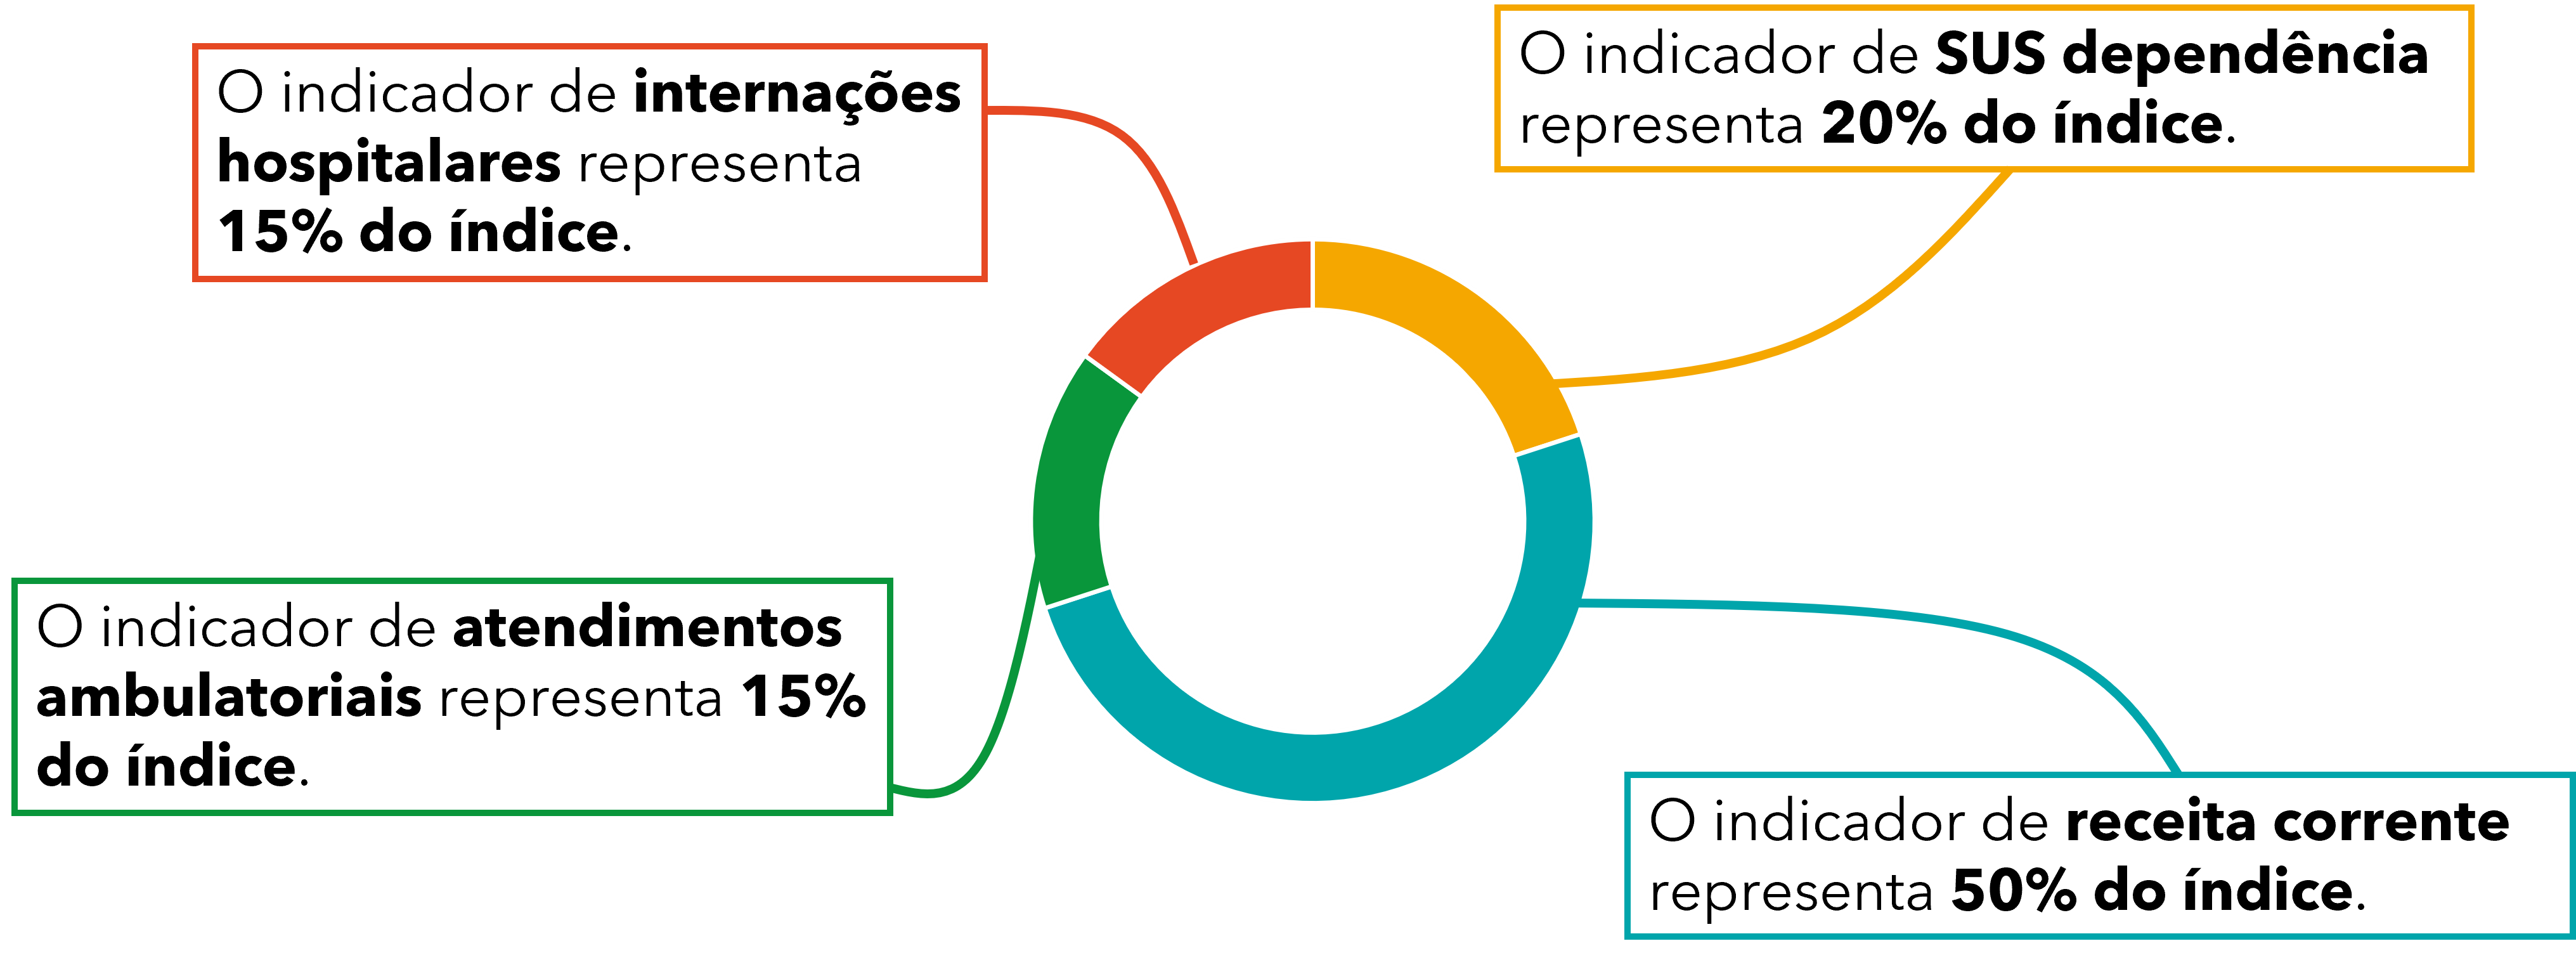 O indicador de internações
hospitalares representa
15% do índice.
O indicador de SUS dependência
representa 20% do índice.
O indicador de atendimentos
ambulatoriais representa 15%
do índice.
O indicador de receita corrente
representa 50% do índice.